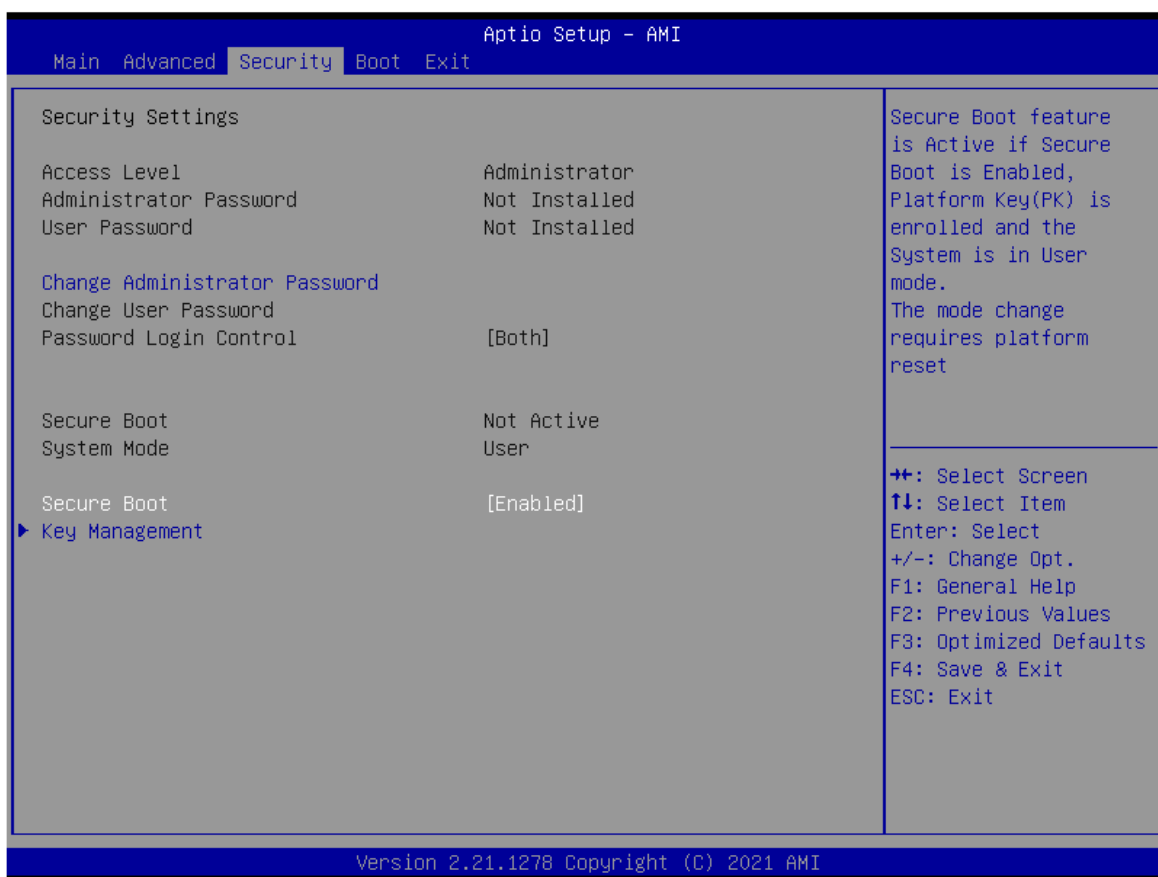 Aptio Setup – AMI
Main Advanced Security Boot Exit
Security Settings
Access Level Administrator
Administrator Password Not Installed
User Password Not Installed
Change Administrator Password
Change User Password
Password Login Control [Both]
Secure Boot Not Active
System Mode User
Secure Boot [Enabled]
▶ Key Management
Secure Boot feature
is Active if Secure
Boot is Enabled,
Platform Key(PK) is
enrolled and the
System is in User
mode.
The mode change
requires platform
reset
→←: Select Screen
↑↓: Select Item
Enter: Select
+/-: Change Opt.
F1: General Help
F2: Previous Values
F3: Optimized Defaults
F4: Save & Exit
ESC: Exit
Version 2.21.1278 Copyright (C) 2021 AMI